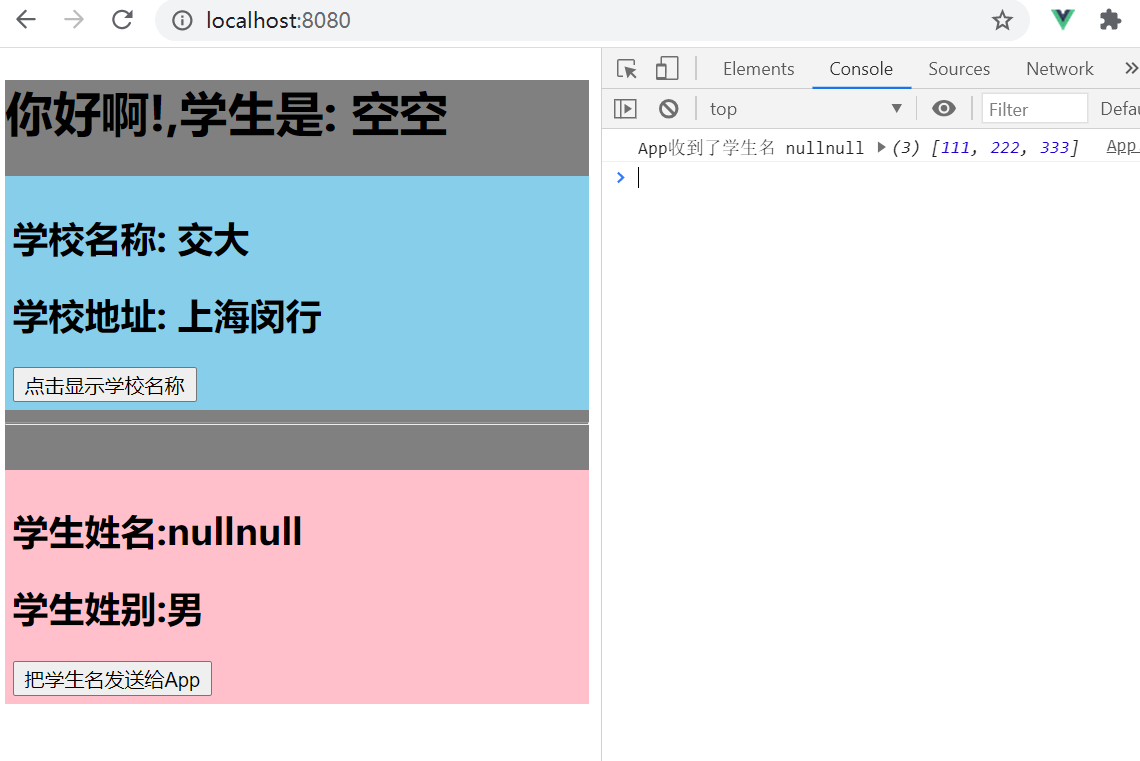 localhost:8080
Elements Console Sources Network
top Filter Defau
你好啊!,学生是: 空空
App收到了学生名 nullnull (3) [111, 222, 333] App.
学校名称: 交大
学校地址: 上海闵行
点击显示学校名称
学生姓名:nullnull
学生姓别:男
把学生名发送给App